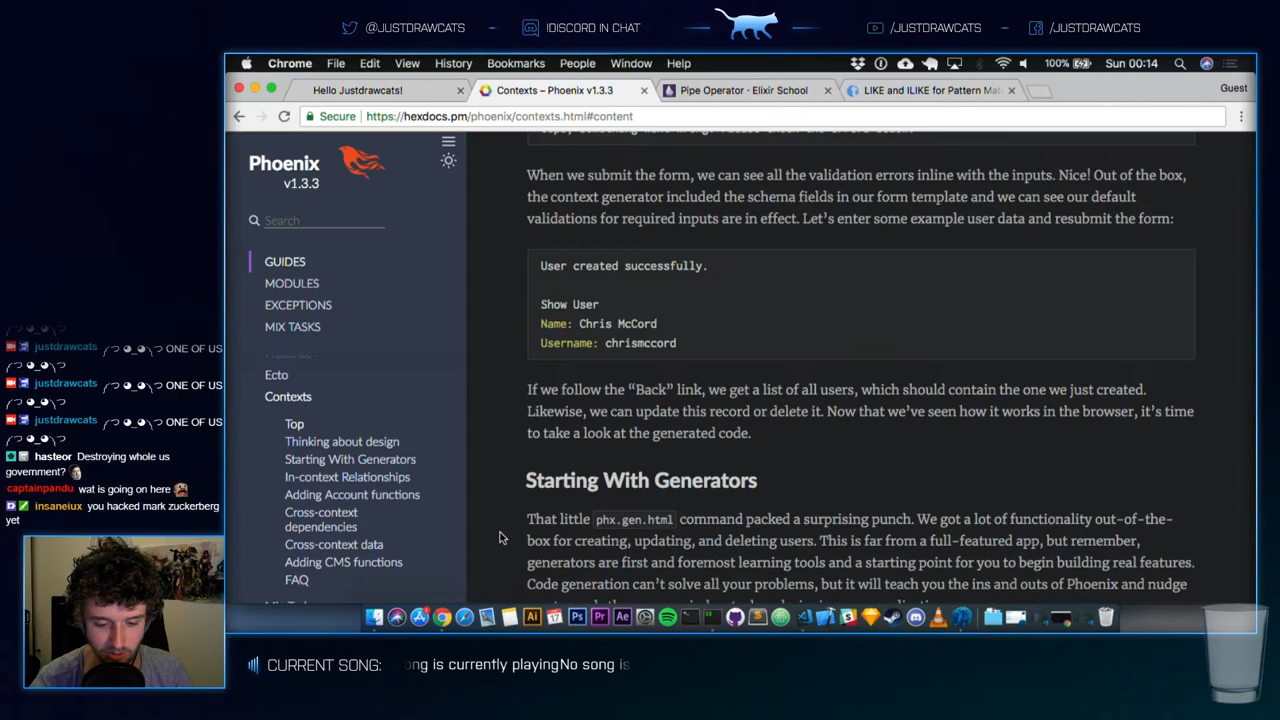 @JUSTDRAWCATS
!DISCORD IN CHAT
/JUSTDRAWCATS
/JUSTDRAWCATS
Chrome File Edit View History Bookmarks People Window Help
100% Sun 00:14
Hello Justdrawcats!
Contexts – Phoenix v1.3.3
Pipe Operator · Elixir School
LIKE and ILIKE for Pattern Mat
Guest
Secure https://hexdocs.pm/phoenix/contexts.html#content
Phoenix
v1.3.3
Search
GUIDES
MODULES
EXCEPTIONS
MIX TASKS
Ecto
Contexts
Top
Thinking about design
Starting With Generators
In-context Relationships
Adding Account functions
Cross-context
dependencies
Cross-context data
Adding CMS functions
FAQ
When we submit the form, we can see all the validation errors inline with the inputs. Nice! Out of the box,
the context generator included the schema fields in our form template and we can see our default
validations for required inputs are in effect. Let’s enter some example user data and resubmit the form:
User created successfully.
Show User
Name: Chris McCord
Username: chrismccord
If we follow the “Back” link, we get a list of all users, which should contain the one we just created.
Likewise, we can update this record or delete it. Now that we’ve seen how it works in the browser, it’s time
to take a look at the generated code.
Starting With Generators
That little phx.gen.html command packed a surprising punch. We got a lot of functionality out-of-the-
box for creating, updating, and deleting users. This is far from a full-featured app, but remember,
generators are first and foremost learning tools and a starting point for you to begin building real features.
Code generation can’t solve all your problems, but it will teach you the ins and outs of Phoenix and nudge
justdrawcats ༼ つ ◕_◕ ༽つ ONE OF US
༼ つ ◕_◕ ༽つ
justdrawcats ༼ つ ◕_◕ ༽つ ONE OF US
༼ つ ◕_◕ ༽つ
justdrawcats ༼ つ ◕_◕ ༽つ ONE OF US
༼ つ ◕_◕ ༽つ
hasteor Destroying whole us
government?
captainpandu wat is going on here
insaneiux you hacked mark zuckerberg
yet
CURRENT SONG:
ong is currently playingNo song is